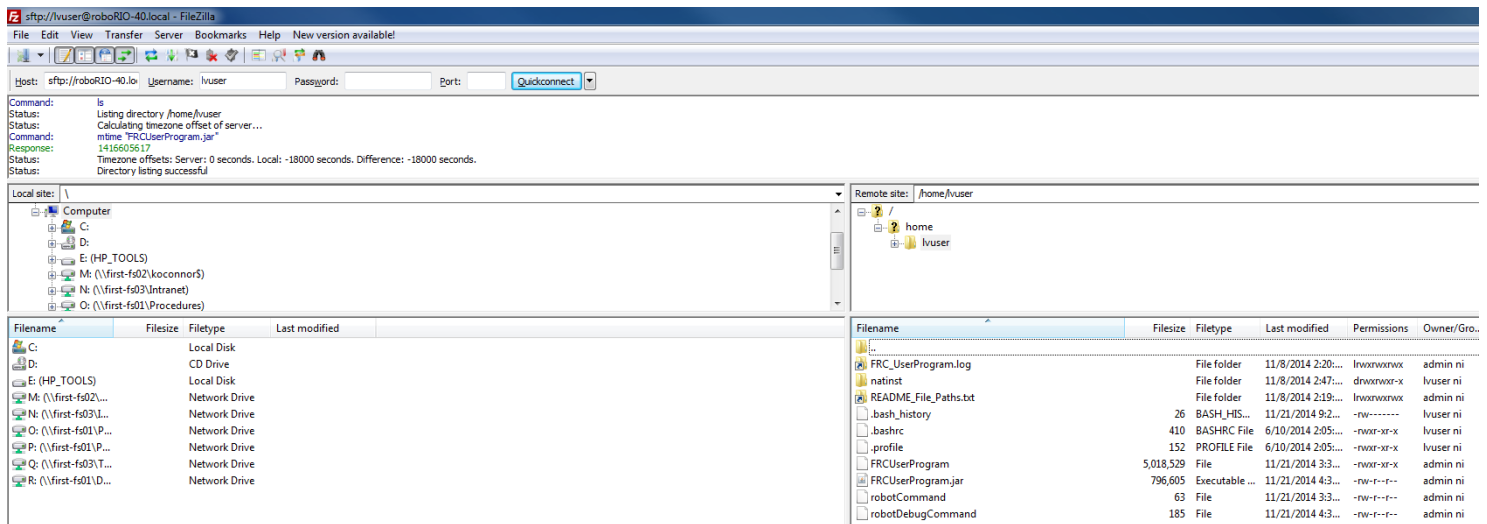 sftp://lvuser@roboRIO-40.local - FileZilla
File Edit View Transfer Server Bookmarks Help New version available!
Host: sftp://roboRIO-40.lo Username: lvuser Password: Port: Quickconnect
Command: ls
Status: Listing directory /home/lvuser
Status: Calculating timezone offset of server...
Command: mtime "FRCUserProgram.jar"
Response: 1416605617
Status: Timezone offsets: Server: 0 seconds. Local: -18000 seconds. Difference: -18000 seconds.
Status: Directory listing successful
Local site: \
Computer
C:
D:
E: (HP_TOOLS)
M: (\\first-fs02\koconnor$)
N: (\\first-fs03\Intranet)
O: (\\first-fs01\Procedures)
Remote site: /home/lvuser
/
home
lvuser
Filename Filesize Filetype Last modified
C: Local Disk
D: CD Drive
E: (HP_TOOLS) Local Disk
M: (\\first-fs02\... Network Drive
N: (\\first-fs03\I... Network Drive
O: (\\first-fs01\P... Network Drive
P: (\\first-fs01\P... Network Drive
Q: (\\first-fs03\T... Network Drive
R: (\\first-fs01\D... Network Drive
Filename Filesize Filetype Last modified Permissions Owner/Gro...
..
FRC_UserProgram.log File folder 11/8/2014 2:20:... lrwxrwxrwx admin ni
natinst File folder 11/8/2014 2:47:... drwxrwxr-x lvuser ni
README_File_Paths.txt File folder 11/8/2014 2:19:... lrwxrwxrwx admin ni
.bash_history 26 BASH_HIS... 11/21/2014 9:2... -rw------- lvuser ni
.bashrc 410 BASHRC File 6/10/2014 2:05:... -rwxr-xr-x lvuser ni
.profile 152 PROFILE File 6/10/2014 2:05:... -rwxr-xr-x lvuser ni
FRCUserProgram 5,018,529 File 11/21/2014 3:3... -rwxr-xr-x admin ni
FRCUserProgram.jar 796,605 Executable ... 11/21/2014 4:3... -rw-r--r-- admin ni
robotCommand 63 File 11/21/2014 3:3... -rw-r--r-- admin ni
robotDebugCommand 185 File 11/21/2014 4:3... -rw-r--r-- admin ni